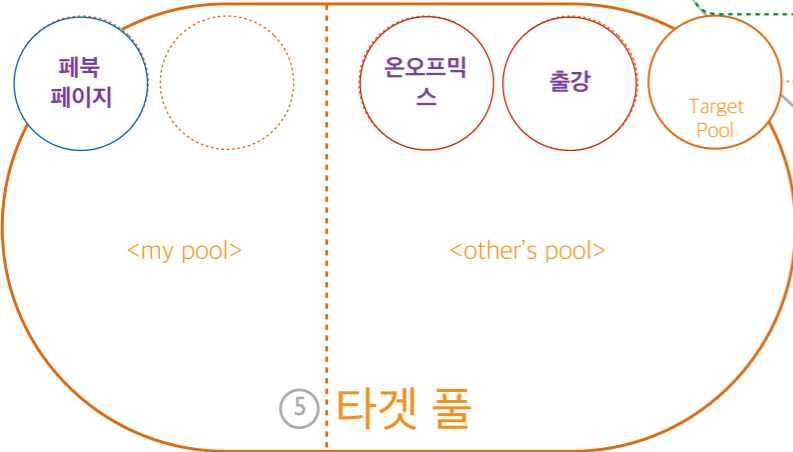 페북
페이지
온오프믹
스
출강
Target
Pool
<my pool>
<other's pool>
5 타겟 풀